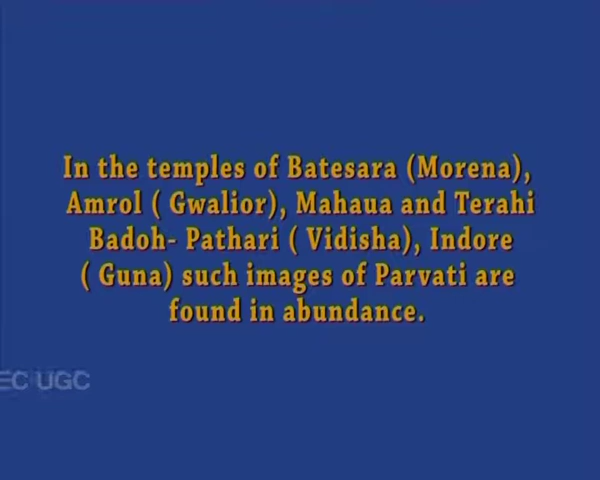 In the temples of Batesara (Morena),
Amrol ( Gwalior), Mahaua and Terahi
Badoh- Pathari ( Vidisha), Indore
( Guna) such images of Parvati are
found in abundance.
EC UGC